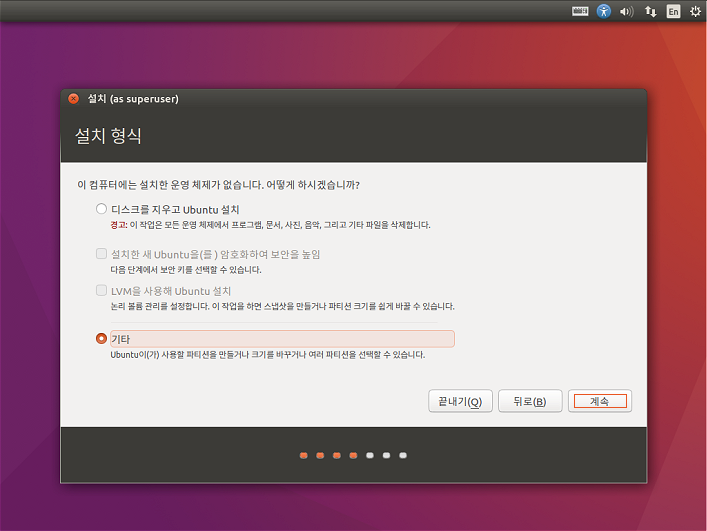 En
설치 (as superuser)
설치 형식
이 컴퓨터에는 설치한 운영 체제가 없습니다. 어떻게 하시겠습니까?
디스크를 지우고 Ubuntu 설치
경고: 이 작업은 모든 운영 체제에서 프로그램, 문서, 사진, 음악, 그리고 기타 파일을 삭제합니다.
설치한 새 Ubuntu을(를) 암호화하여 보안을 높임
다음 단계에서 보안 키를 선택할 수 있습니다.
LVM을 사용해 Ubuntu 설치
논리 볼륨 관리를 설정합니다. 이 작업을 하면 스냅샷을 만들거나 파티션 크기를 쉽게 바꿀 수 있습니다.
기타
Ubuntu이(가) 사용할 파티션을 만들거나 크기를 바꾸거나 여러 파티션을 선택할 수 있습니다.
끝내기(Q) 뒤로(B) 계속